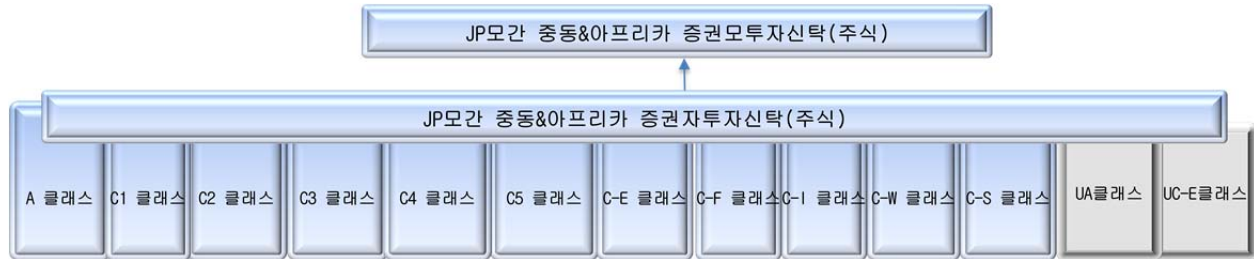 JP모간 중동&아프리카 증권모투자신탁(주식)
JP모간 중동&아프리카 증권자투자신탁(주식)
A 클래스 C1 클래스 C2 클래스 C3 클래스 C4 클래스 C5 클래스 C-E 클래스 C-F 클래스 C-I 클래스 C-W 클래스 C-S 클래스 UA클래스 UC-E클래스